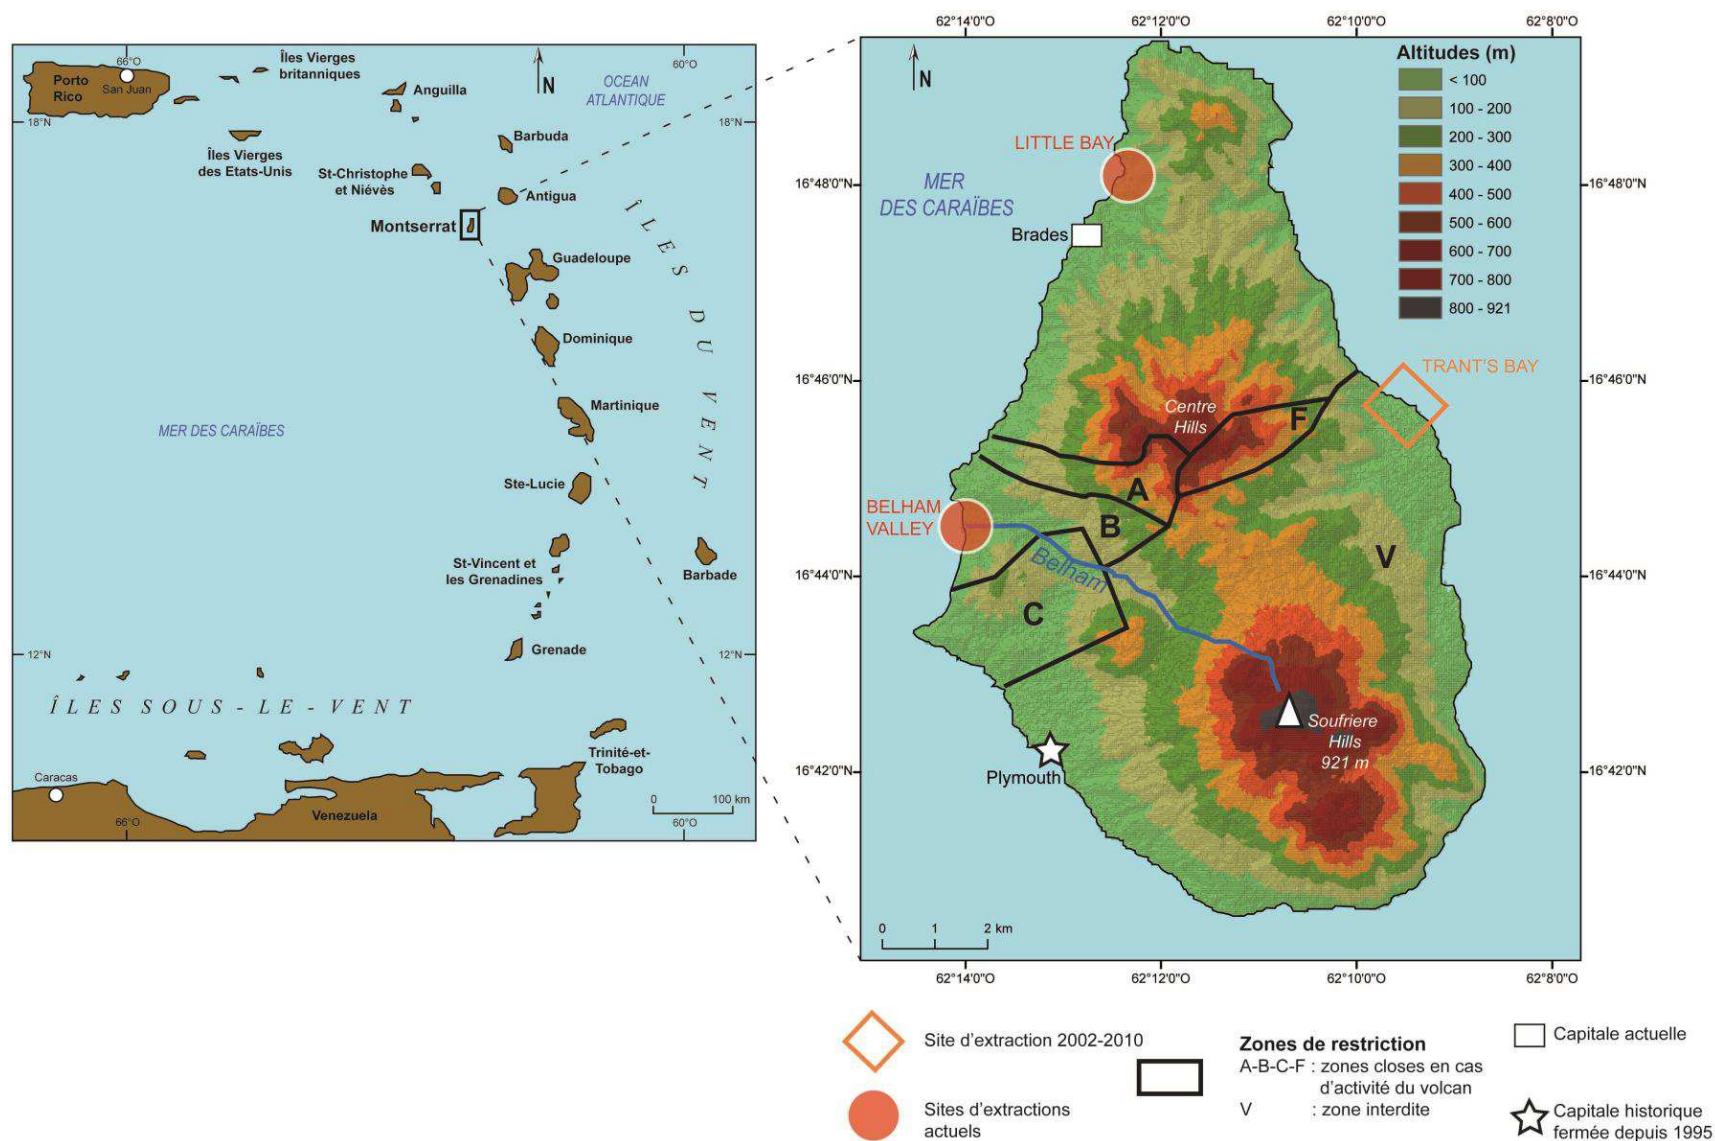 Porto
Rico
66°O
San Juan
Îles Vierges
britanniques
Anguilla
N
OCEAN
ATLANTIQUE
60°O
18°N
18°N
Îles Vierges
des Etats-Unis
Barbuda
St-Christophe
et Niévès
Antigua
Montserrat
Guadeloupe
ÎLES DU VENT
Dominique
Martinique
MER DES CARAÏBES
Ste-Lucie
St-Vincent et
les Grenadines
Barbade
Grenade
12°N
12°N
ÎLES SOUS-LE-VENT
Trinité-et-
Tobago
Caracas
Venezuela
0 100 km
66°O
60°O
62°14'0"O 62°12'0"O 62°10'0"O 62°8'0"O
N
Altitudes (m)
< 100
100 - 200
200 - 300
300 - 400
400 - 500
500 - 600
600 - 700
700 - 800
800 - 921
LITTLE BAY
MER
DES CARAÏBES
16°48'0"N
16°48'0"N
Brades
16°46'0"N
16°46'0"N
TRANT'S BAY
Centre
Hills
F
A
B
BELHAM
VALLEY
Belham
V
C
16°44'0"N
16°44'0"N
Soufriere
Hills
921 m
Plymouth
16°42'0"N
16°42'0"N
0 1 2 km
62°14'0"O 62°12'0"O 62°10'0"O 62°8'0"O
Site d'extraction 2002-2010
Sites d'extractions
actuels
Zones de restriction
A-B-C-F : zones closes en cas
d'activité du volcan
V : zone interdite
Capitale actuelle
Capitale historique
fermée depuis 1995